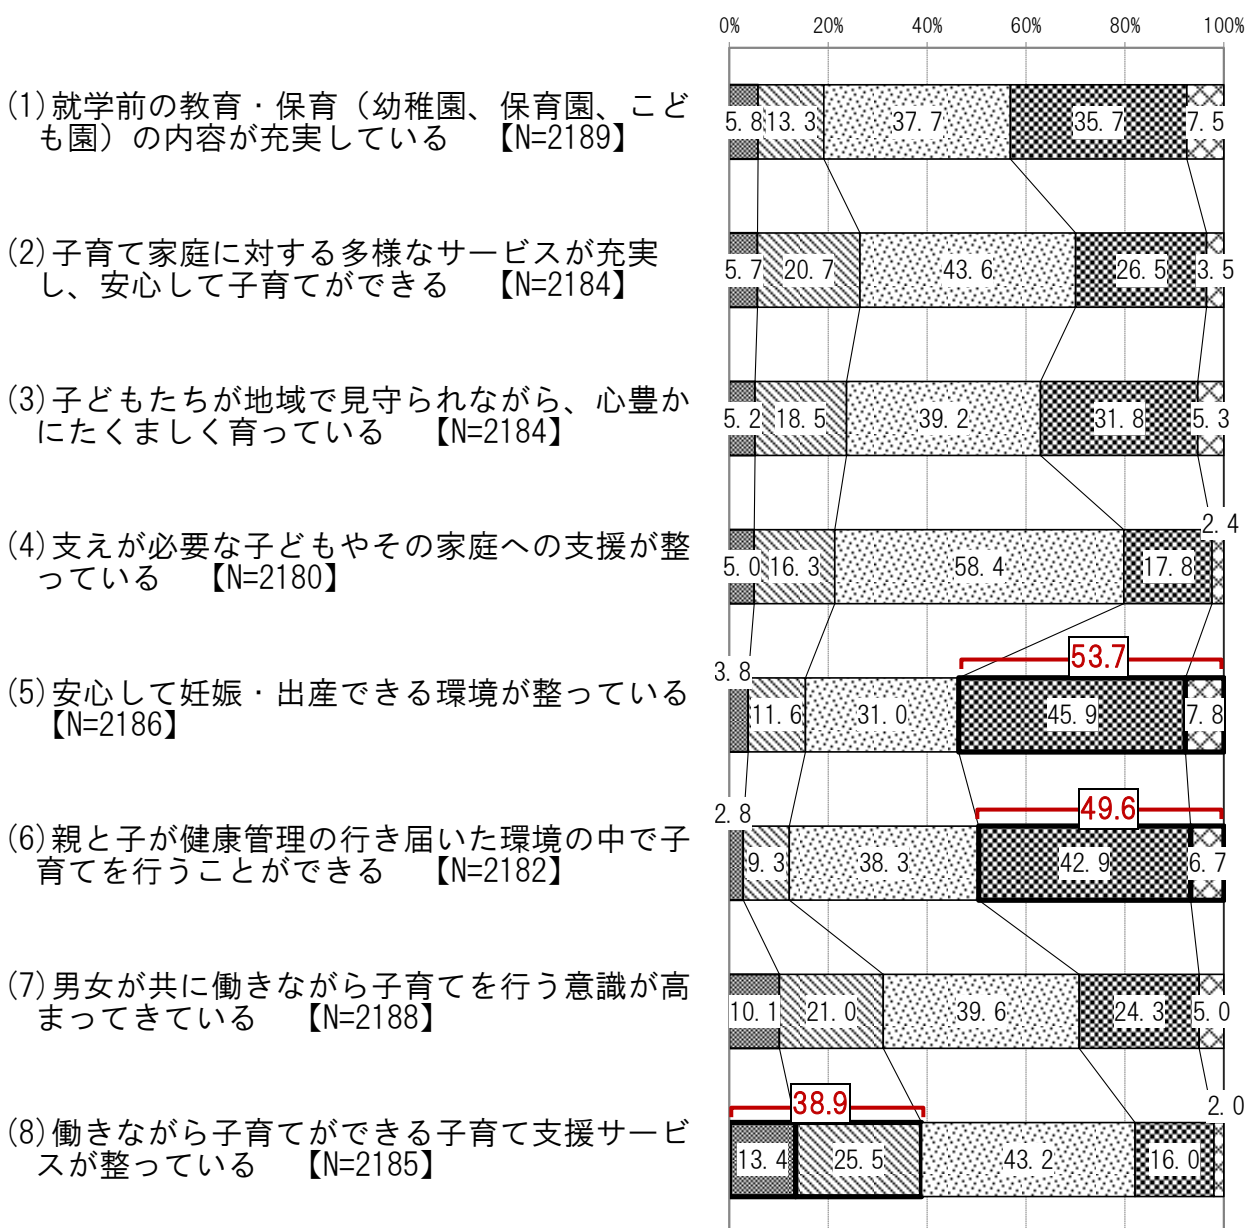 0% 20% 40% 60% 80% 100%
(1)就学前の教育・保育（幼稚園、保育園、こど
も園）の内容が充実している　【N=2189】
5.8 13.3 37.7 35.7 7.5
(2)子育て家庭に対する多様なサービスが充実
し、安心して子育てができる　【N=2184】
5.7 20.7 43.6 26.5 3.5
(3)子どもたちが地域で見守られながら、心豊か
にたくましく育っている　【N=2184】
5.2 18.5 39.2 31.8 5.3
(4)支えが必要な子どもやその家庭への支援が整
っている　【N=2180】
5.0 16.3 58.4 17.8 2.4
(5)安心して妊娠・出産できる環境が整っている
【N=2186】
53.7
3.8 11.6 31.0 45.9 7.8
(6)親と子が健康管理の行き届いた環境の中で子
育てを行うことができる　【N=2182】
49.6
2.8 9.3 38.3 42.9 6.7
(7)男女が共に働きながら子育てを行う意識が高
まってきている　【N=2188】
10.1 21.0 39.6 24.3 5.0
(8)働きながら子育てができる子育て支援サービ
スが整っている　【N=2185】
38.9
13.4 25.5 43.2 16.0 2.0